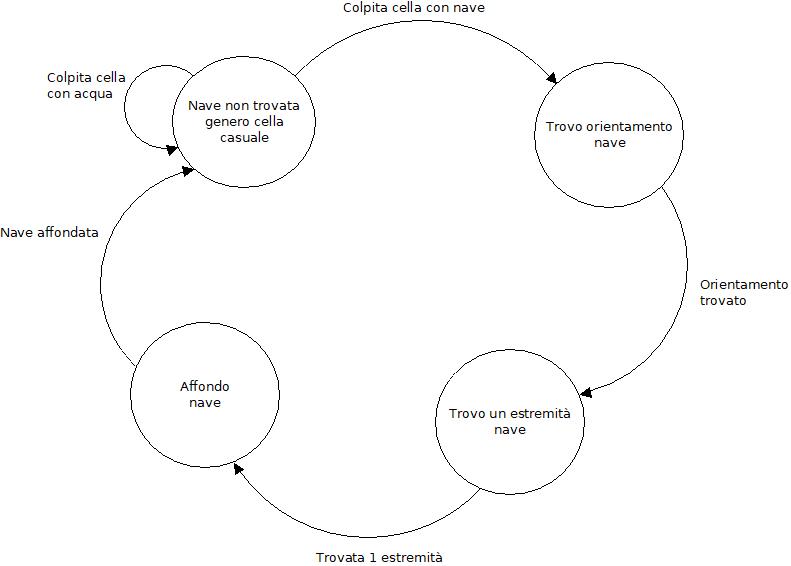 Colpita cella con nave
Colpita cella
con acqua
Nave non trovata
genero cella
casuale
Trovo orientamento
nave
Nave affondata
Orientamento
trovato
Affondo
nave
Trovo un estremità
nave
Trovata 1 estremità